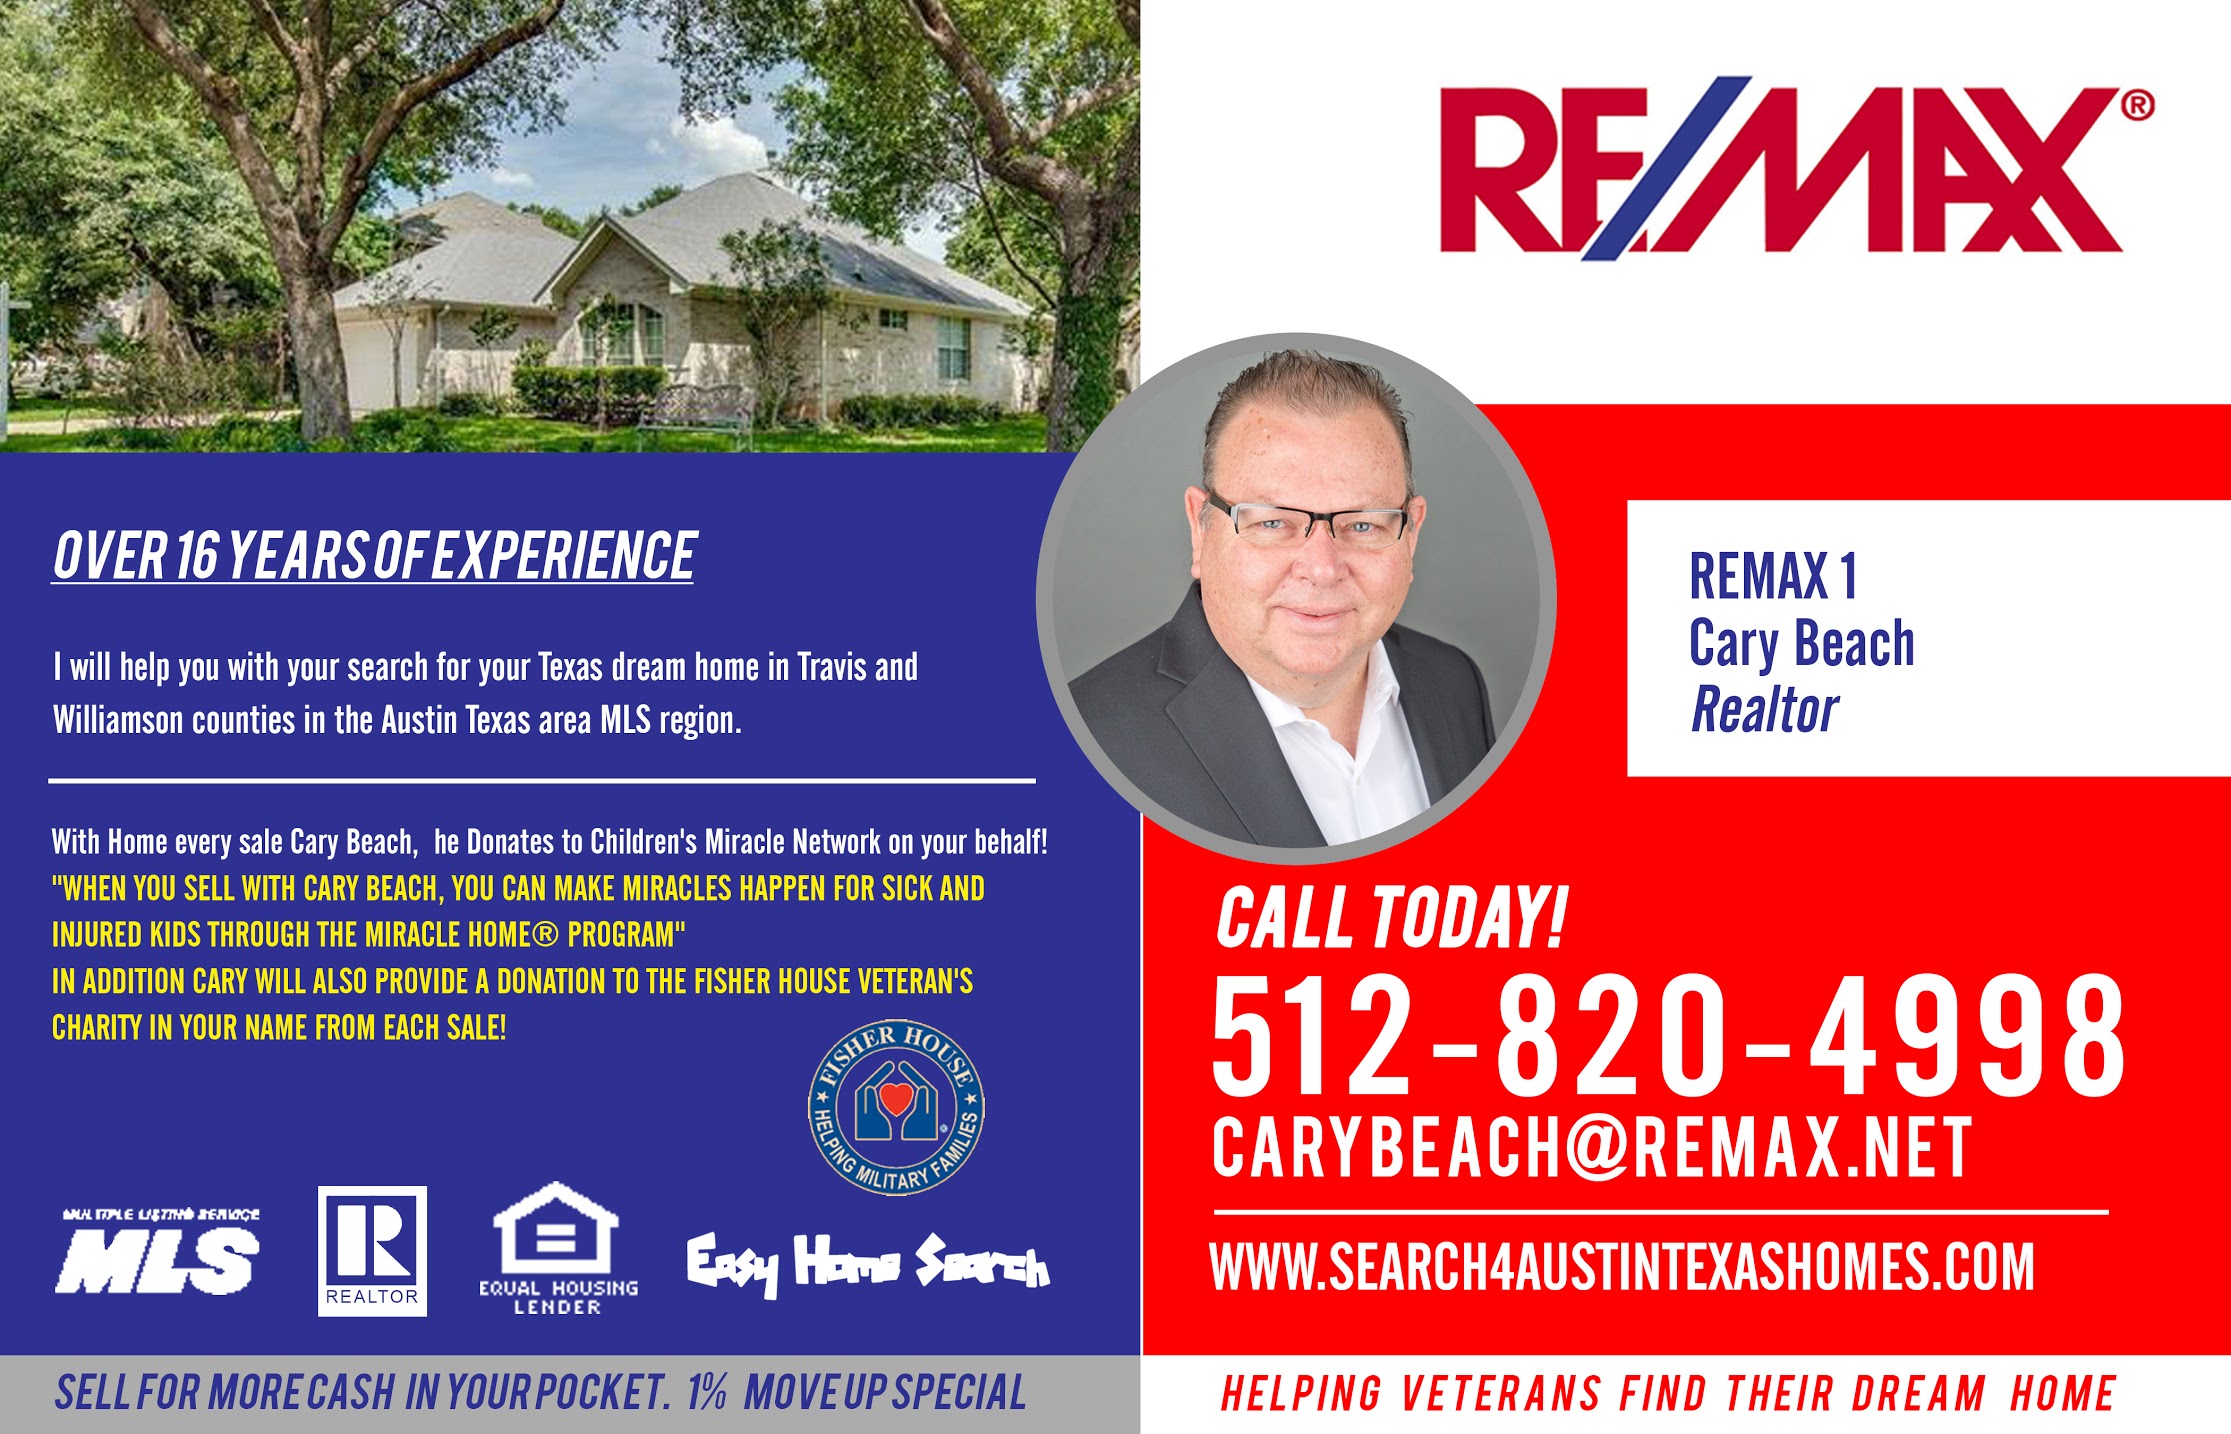 RE/MAX®
OVER 16 YEARS OF EXPERIENCE
I will help you with your search for your Texas dream home in Travis and
Williamson counties in the Austin Texas area MLS region.
With Home every sale Cary Beach, he Donates to Children's Miracle Network on your behalf!
"WHEN YOU SELL WITH CARY BEACH, YOU CAN MAKE MIRACLES HAPPEN FOR SICK AND
INJURED KIDS THROUGH THE MIRACLE HOME® PROGRAM"
IN ADDITION CARY WILL ALSO PROVIDE A DONATION TO THE FISHER HOUSE VETERAN'S
CHARITY IN YOUR NAME FROM EACH SALE!
★ FISHER HOUSE ★
HELPING MILITARY FAMILIES
®
MULTIPLE LISTING SERVICE
MLS
R
REALTOR
EQUAL HOUSING
LENDER
Easy Home Search
SELL FOR MORE CASH IN YOUR POCKET. 1% MOVE UP SPECIAL
REMAX 1
Cary Beach
Realtor
CALL TODAY!
512-820-4998
CARYBEACH@REMAX.NET
WWW.SEARCH4AUSTINTEXASHOMES.COM
HELPING VETERANS FIND THEIR DREAM HOME